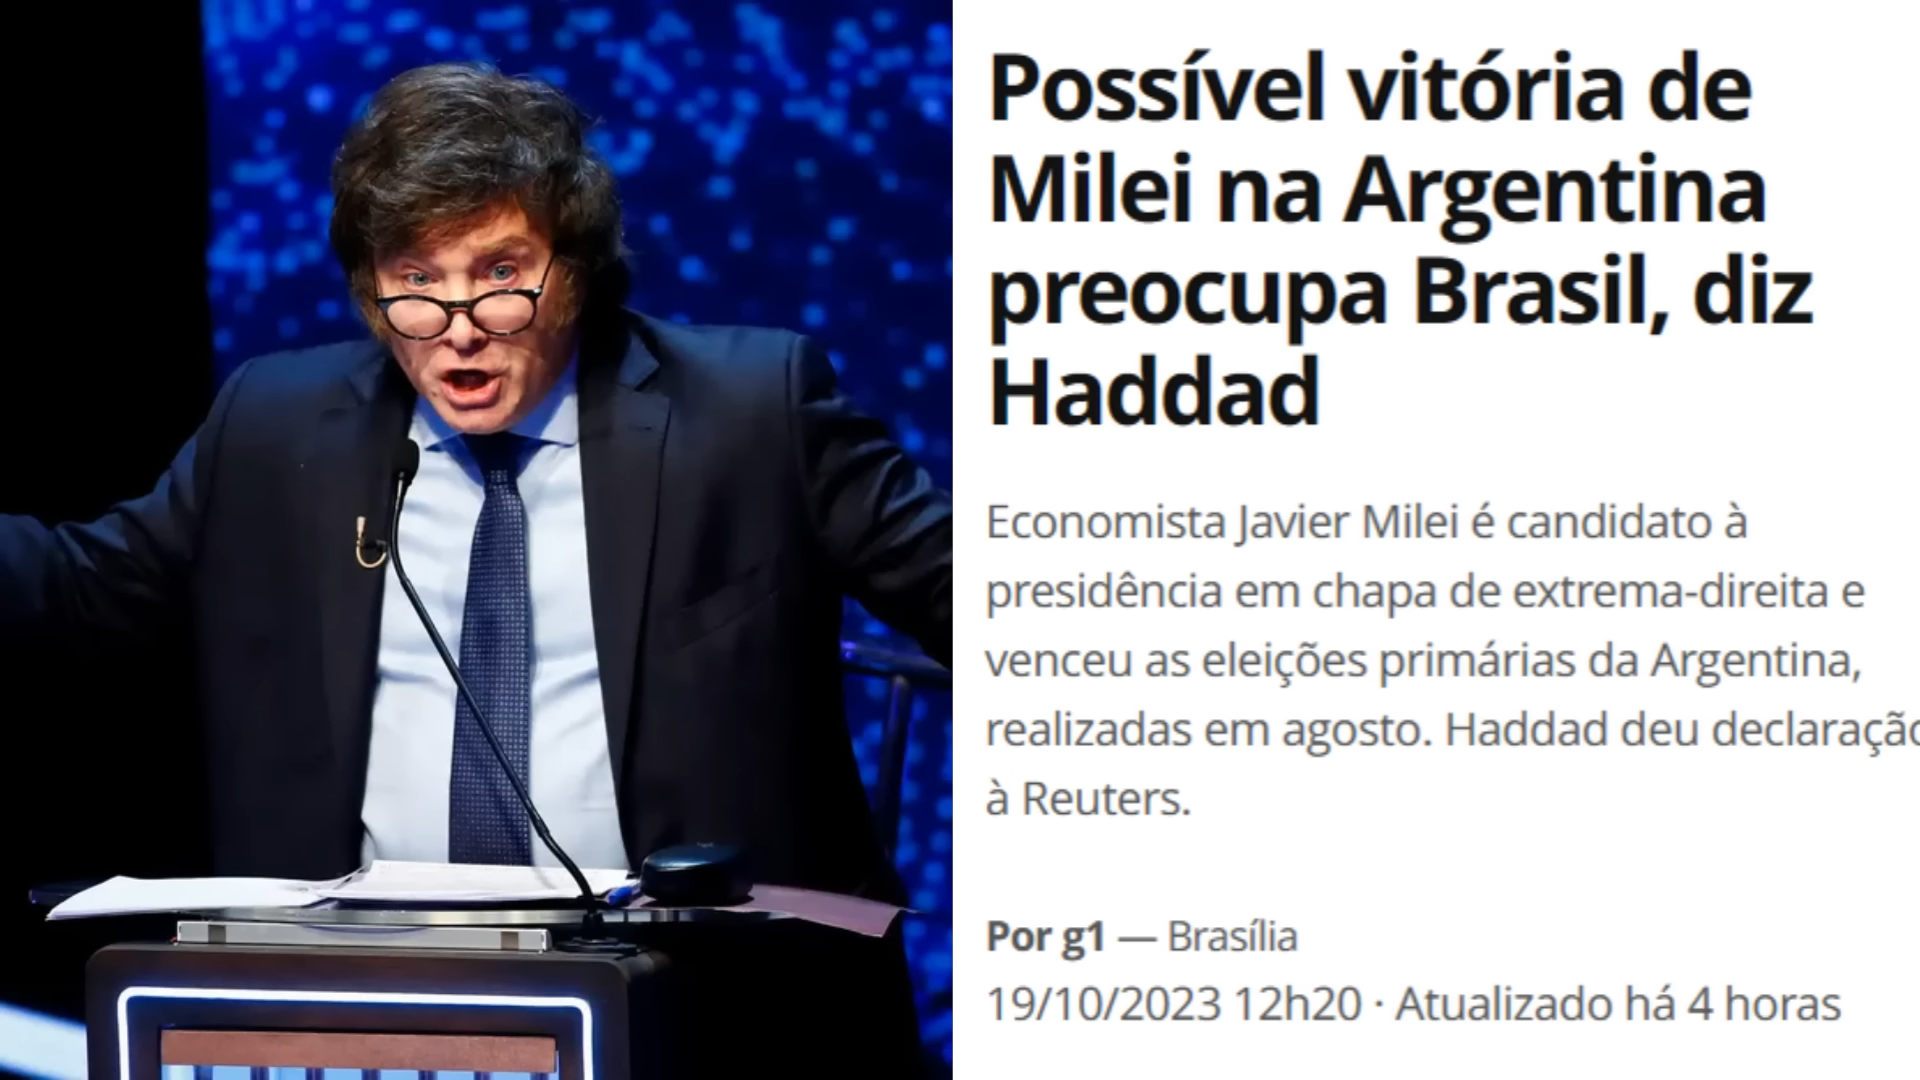 Possível vitória de
Milei na Argentina
preocupa Brasil, diz
Haddad
Economista Javier Milei é candidato à
presidência em chapa de extrema-direita e
venceu as eleições primárias da Argentina,
realizadas em agosto. Haddad deu declaração
à Reuters.
Por g1 — Brasília
19/10/2023 12h20 · Atualizado há 4 horas